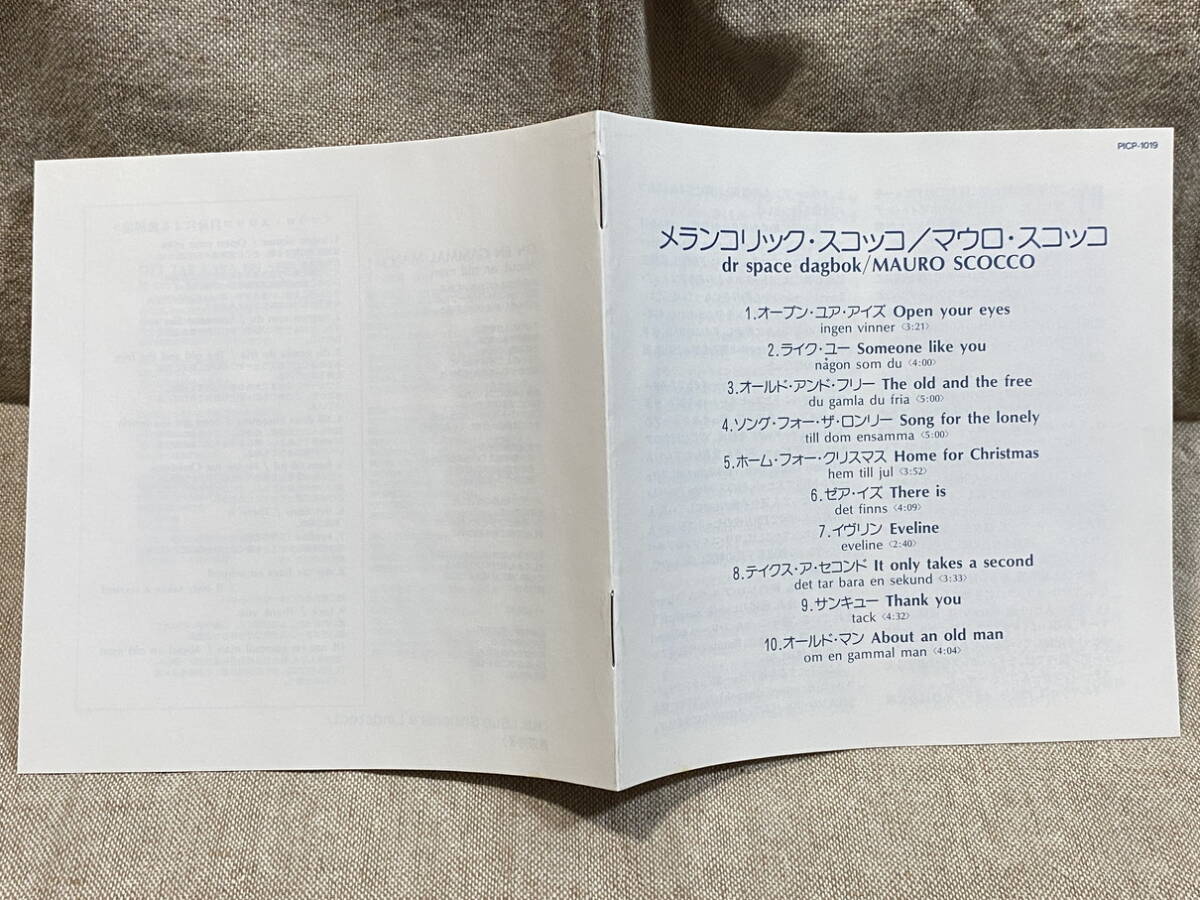 PICP-1019
メランコリック・スコッコ/マウロ・スコッコ
dr space dagbok/MAURO SCOCCO
1.オープン・ユア・アイズ Open your eyes
ingen vinner 〈3:21〉
2.ライク・ユー Someone like you
någon som du 〈4:00〉
3.オールド・アンド・フリー The old and the free
du gamla du fria 〈5:00〉
4.ソング・フォー・ザ・ロンリー Song for the lonely
till dom ensamma 〈5:00〉
5.ホーム・フォー・クリスマス Home for Christmas
hem till jul 〈3:52〉
6.ゼア・イズ There is
det finns 〈4:09〉
7.イヴリン Eveline
eveline 〈2:40〉
8.テイクス・ア・セコンド It only takes a second
det tar bara en sekund 〈3:33〉
9.サンキュー Thank you
tack 〈4:32〉
10.オールド・マン About an old man
om en gammal man 〈4:04〉